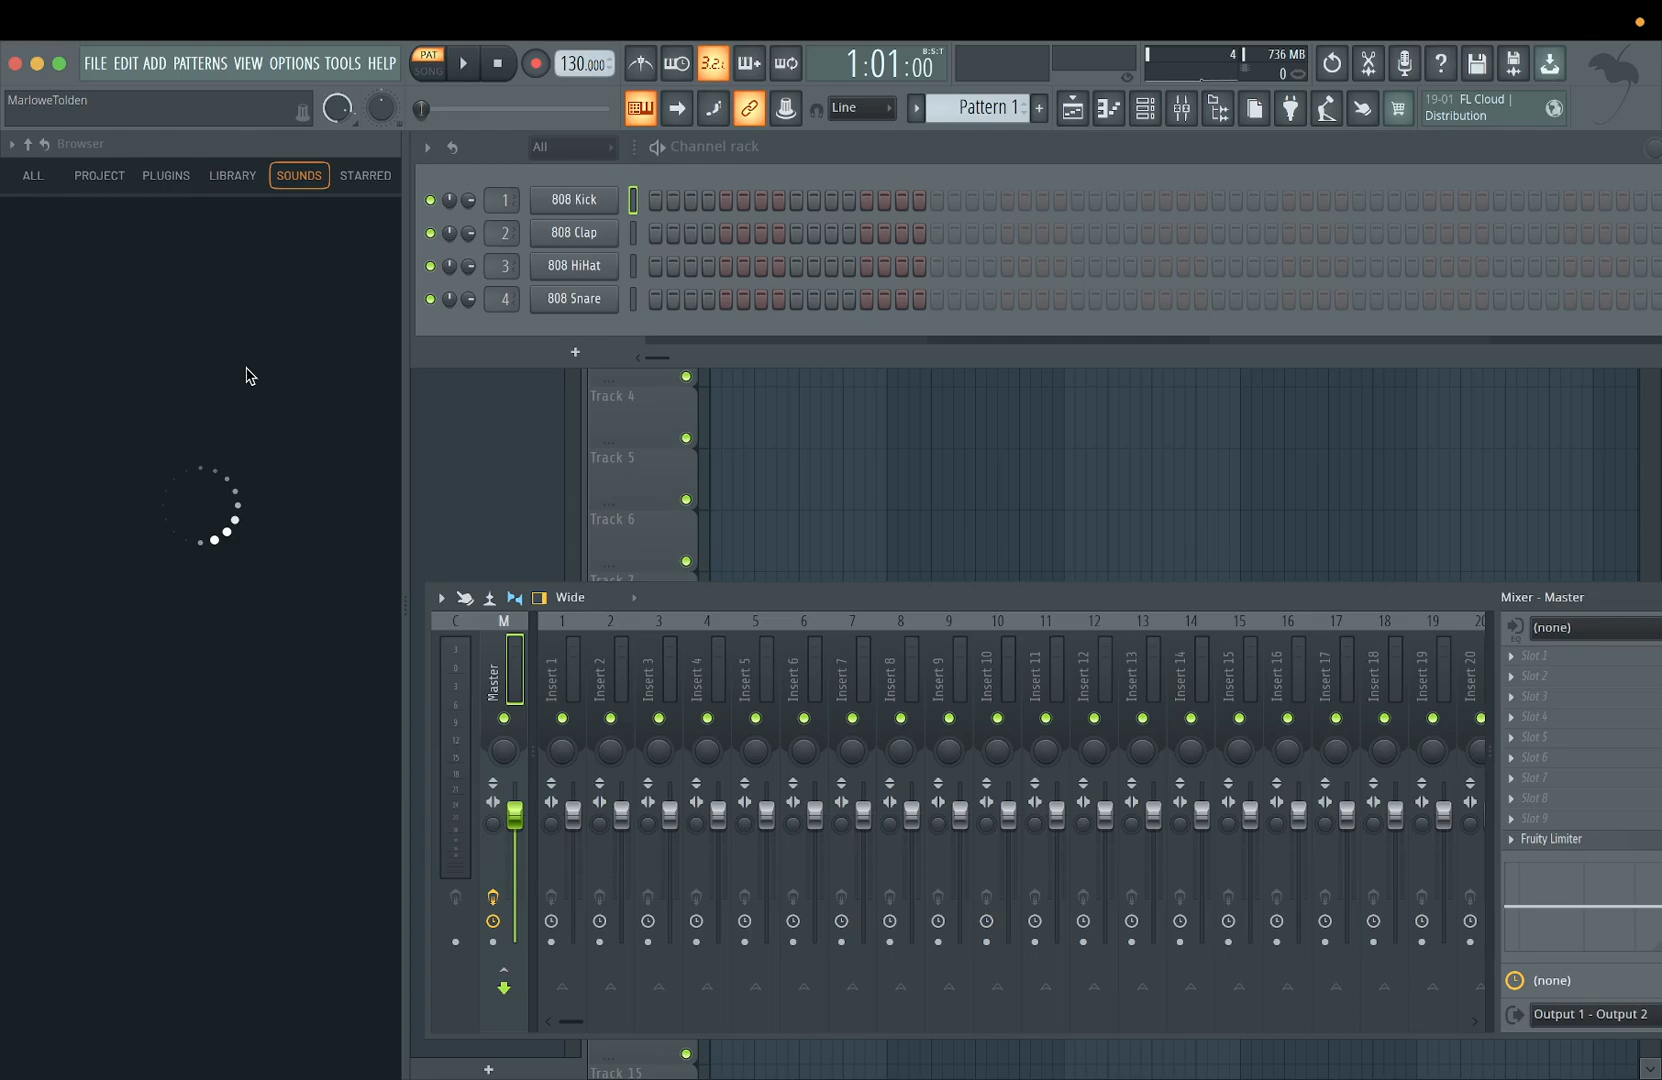 FILE EDIT ADD PATTERNS VIEW OPTIONS TOOLS HELP
PAT
SONG
130.000
3.2.
1:01:00
B:S:T
4
736 MB
0
MarloweTolden
Line
Pattern 1
+
19-01 FL Cloud |
Distribution
Browser
ALL PROJECT PLUGINS LIBRARY SOUNDS STARRED
All
Channel rack
1 808 Kick
2 808 Clap
3 808 HiHat
4 808 Snare
+
Track 4
Track 5
Track 6
Track 7
Wide
Mixer - Master
C M 1 2 3 4 5 6 7 8 9 10 11 12 13 14 15 16 17 18 19 20
Master Insert 1 Insert 2 Insert 3 Insert 4 Insert 5 Insert 6 Insert 7 Insert 8 Insert 9 Insert 10 Insert 11 Insert 12 Insert 13 Insert 14 Insert 15 Insert 16 Insert 17 Insert 18 Insert 19 Insert 20
3
0
3
6
9
12
15
18
21
24
27
(none)
EQ
Slot 1
Slot 2
Slot 3
Slot 4
Slot 5
Slot 6
Slot 7
Slot 8
Slot 9
Fruity Limiter
(none)
Output 1 - Output 2
Track 15
+